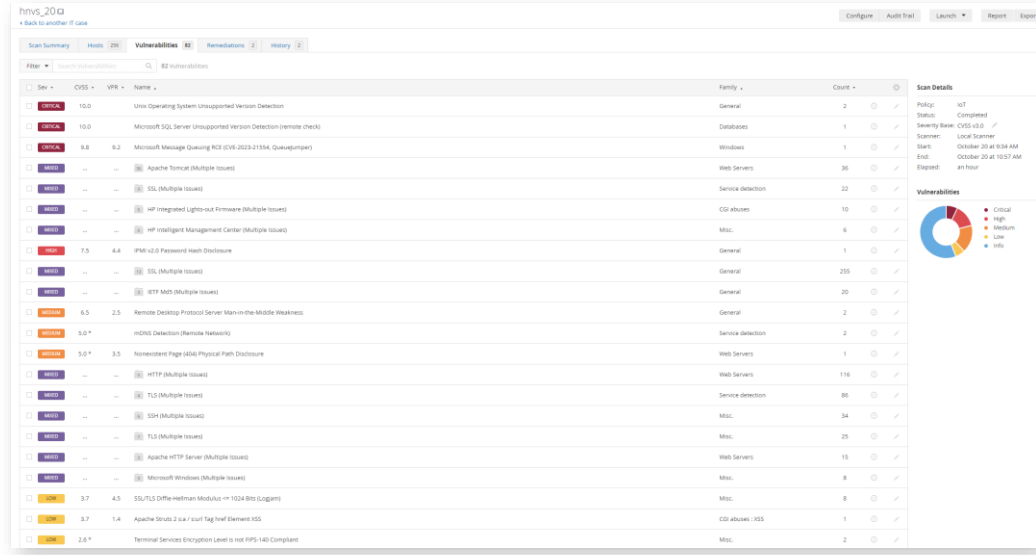 hnvs_20
Back to another IT case
Configure Audit Trail Launch Report Export
Scan Summary Hosts Vulnerabilities 82 Remediations 2 History 2
Filter Search Vulnerabilities 82 Vulnerabilities
Sev CVSS VPR Name Family Count
CRITICAL 10.0 Unix Operating System Unsupported Version Detection General 2
CRITICAL 10.0 Microsoft SQL Server Unsupported Version Detection (remote check) Databases 1
CRITICAL 9.8 9.2 Microsoft Message Queuing RCE (CVE-2023-21554, QueueJumper) Windows 1
MIXED ... ... Apache Tomcat (Multiple Issues) Web Servers 36
MIXED ... ... SSL (Multiple Issues) Service detection 22
MIXED ... ... HP Integrated Lights-out Firmware (Multiple Issues) CGI abuses 10
MIXED ... ... HP Intelligent Management Center (Multiple Issues) Misc. 6
HIGH 7.5 4.4 IPMI v2.0 Password Hash Disclosure General 1
MIXED ... ... SSL (Multiple Issues) General 255
MIXED ... ... IETF Md5 (Multiple Issues) General 20
MEDIUM 6.5 2.5 Remote Desktop Protocol Server Man-in-the-Middle Weakness General 2
MEDIUM 5.0 * mDNS Detection (Remote Network) Service detection 2
MEDIUM 5.0 * 3.5 Nonexistent Page (404) Physical Path Disclosure Web Servers 1
MIXED ... ... HTTP (Multiple Issues) Web Servers 116
MIXED ... ... TLS (Multiple Issues) Service detection 86
MIXED ... ... SSH (Multiple Issues) Misc. 34
MIXED ... ... TLS (Multiple Issues) Misc. 25
MIXED ... ... Apache HTTP Server (Multiple Issues) Web Servers 15
MIXED ... ... Microsoft Windows (Multiple Issues) Misc. 8
LOW 3.7 4.5 SSL/TLS Diffie-Hellman Modulus <= 1024 Bits (Logjam) Misc. 8
LOW 3.7 1.4 Apache Struts 2 s:a / s:url Tag href Element XSS CGI abuses : XSS 1
LOW 2.6 * Terminal Services Encryption Level is not FIPS-140 Compliant Misc. 2
Scan Details
Policy: IoT
Status: Completed
Severity Base: CVSS v3.0
Scanner: Local Scanner
Start: October 20 at 9:34 AM
End: October 20 at 10:57 AM
Elapsed: an hour
Vulnerabilities
Critical
High
Medium
Low
Info